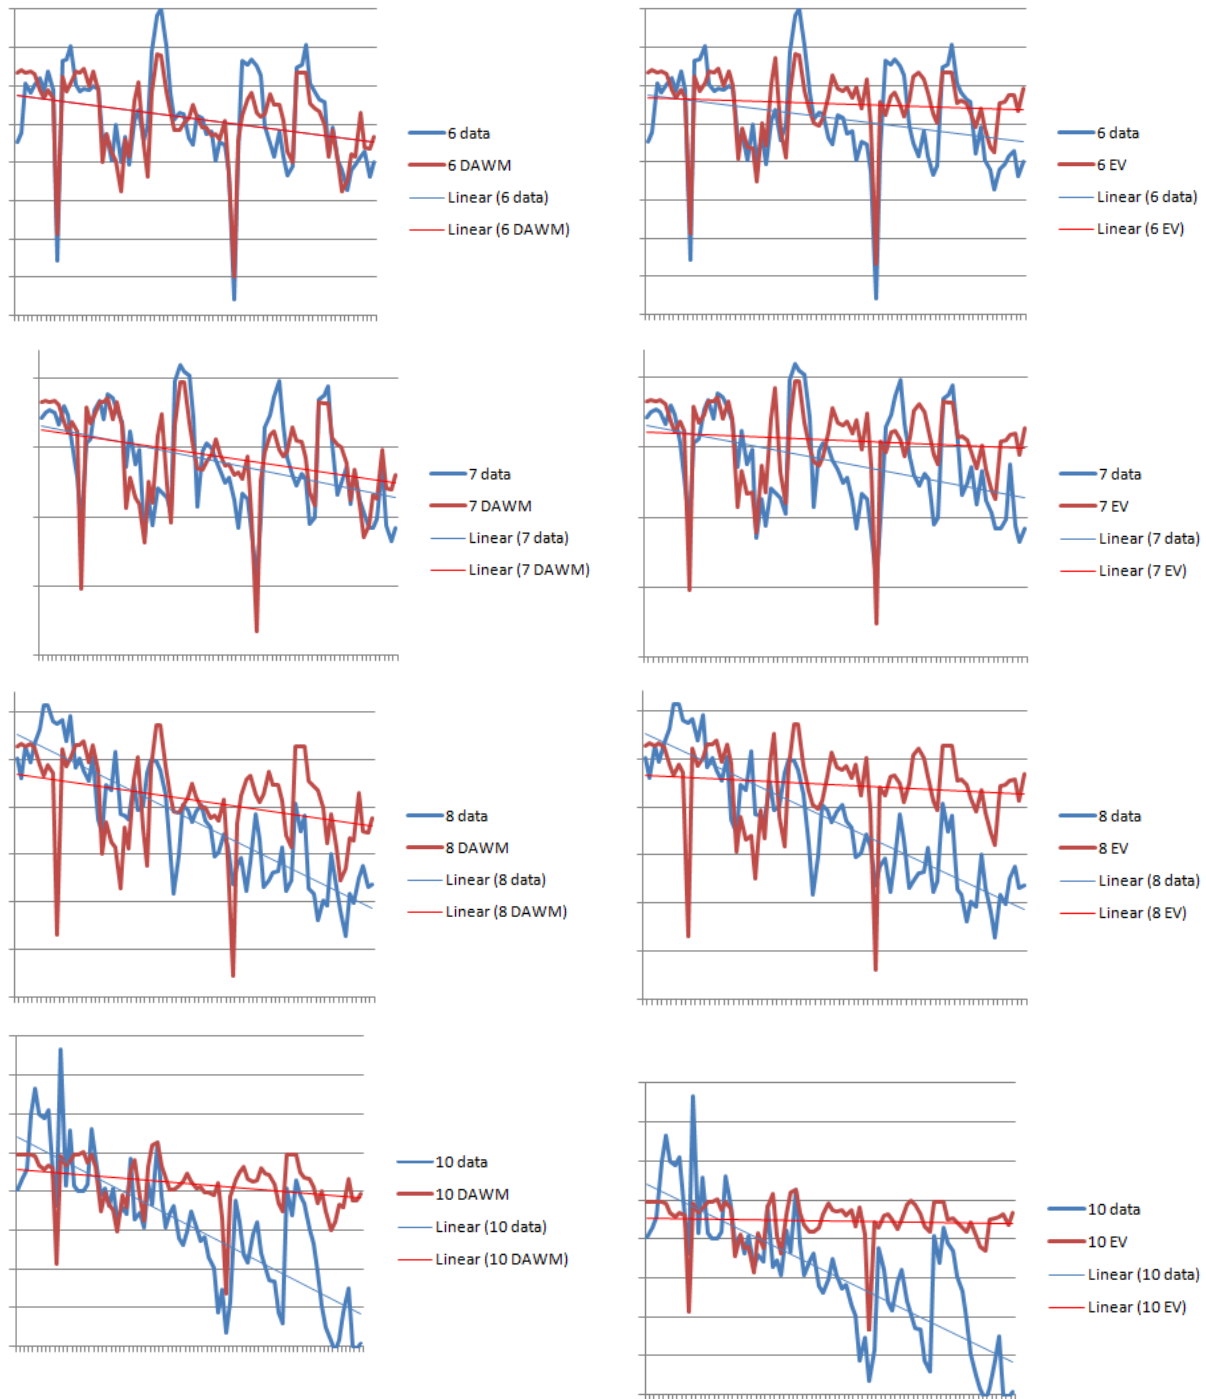 6 data
6 DAWM
Linear (6 data)
Linear (6 DAWM)
6 data
6 EV
Linear (6 data)
Linear (6 EV)
7 data
7 DAWM
Linear (7 data)
Linear (7 DAWM)
7 data
7 EV
Linear (7 data)
Linear (7 EV)
8 data
8 DAWM
Linear (8 data)
Linear (8 DAWM)
8 data
8 EV
Linear (8 data)
Linear (8 EV)
10 data
10 DAWM
Linear (10 data)
Linear (10 DAWM)
10 data
10 EV
Linear (10 data)
Linear (10 EV)